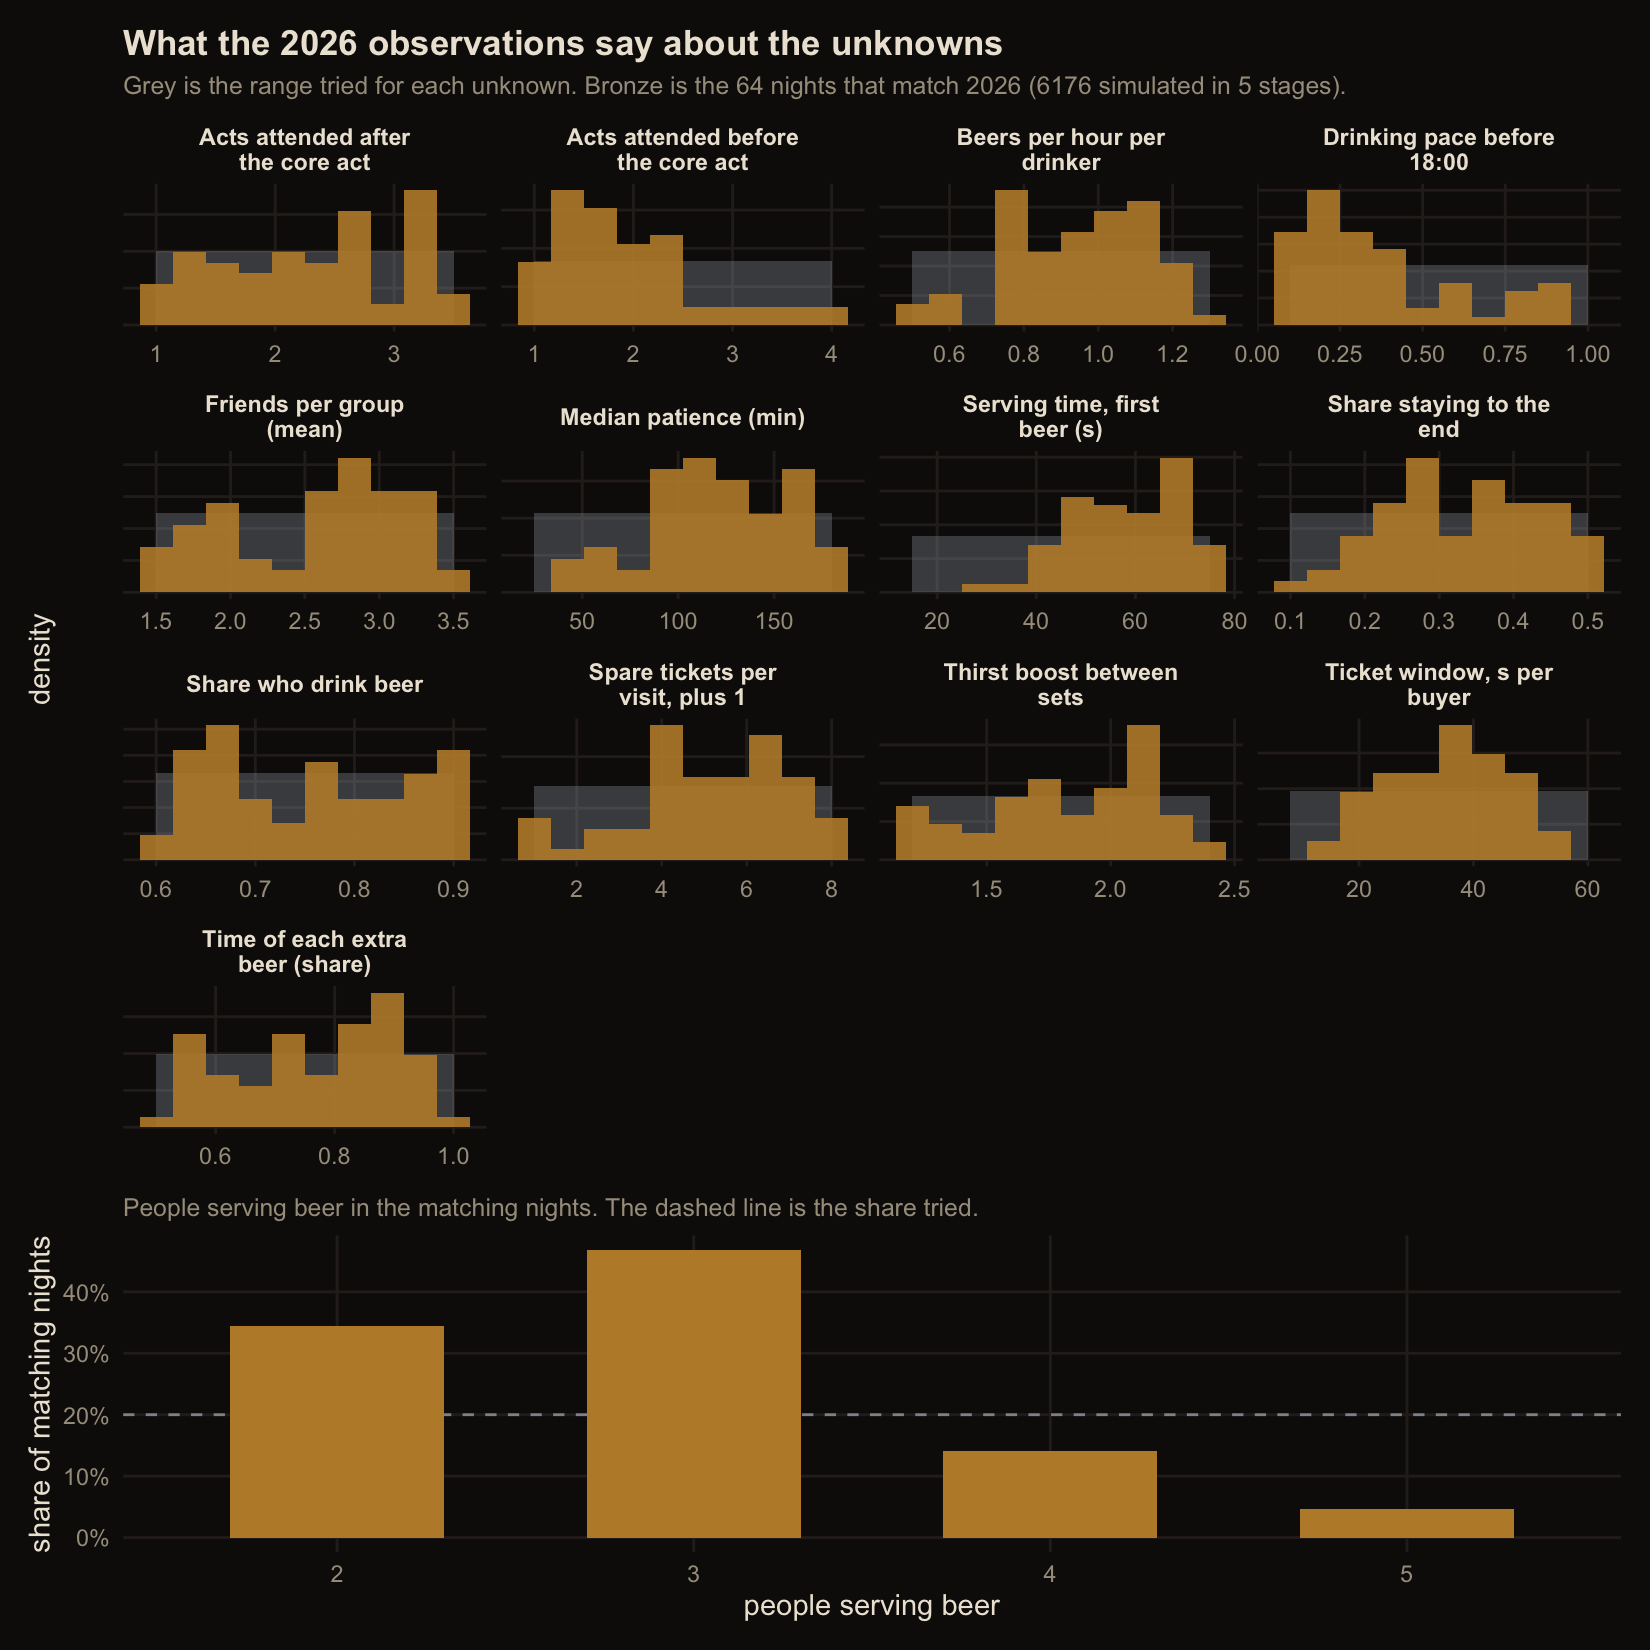 What the 2026 observations say about the unknowns
Grey is the range tried for each unknown. Bronze is the 64 nights that match 2026 (6176 simulated in 5 stages).
Acts attended after
the core act
Acts attended before
the core act
Beers per hour per
drinker
Drinking pace before
18:00
1 2 3
1 2 3 4
0.6 0.8 1.0 1.2
0.00 0.25 0.50 0.75 1.00
Friends per group
(mean)
Median patience (min)
Serving time, first
beer (s)
Share staying to the
end
1.5 2.0 2.5 3.0 3.5
50 100 150
20 40 60 80
0.1 0.2 0.3 0.4 0.5
density
Share who drink beer
Spare tickets per
visit, plus 1
Thirst boost between
sets
Ticket window, s per
buyer
0.6 0.7 0.8 0.9
2 4 6 8
1.5 2.0 2.5
20 40 60
Time of each extra
beer (share)
0.6 0.8 1.0
People serving beer in the matching nights. The dashed line is the share tried.
share of matching nights
40%
30%
20%
10%
0%
2 3 4 5
people serving beer